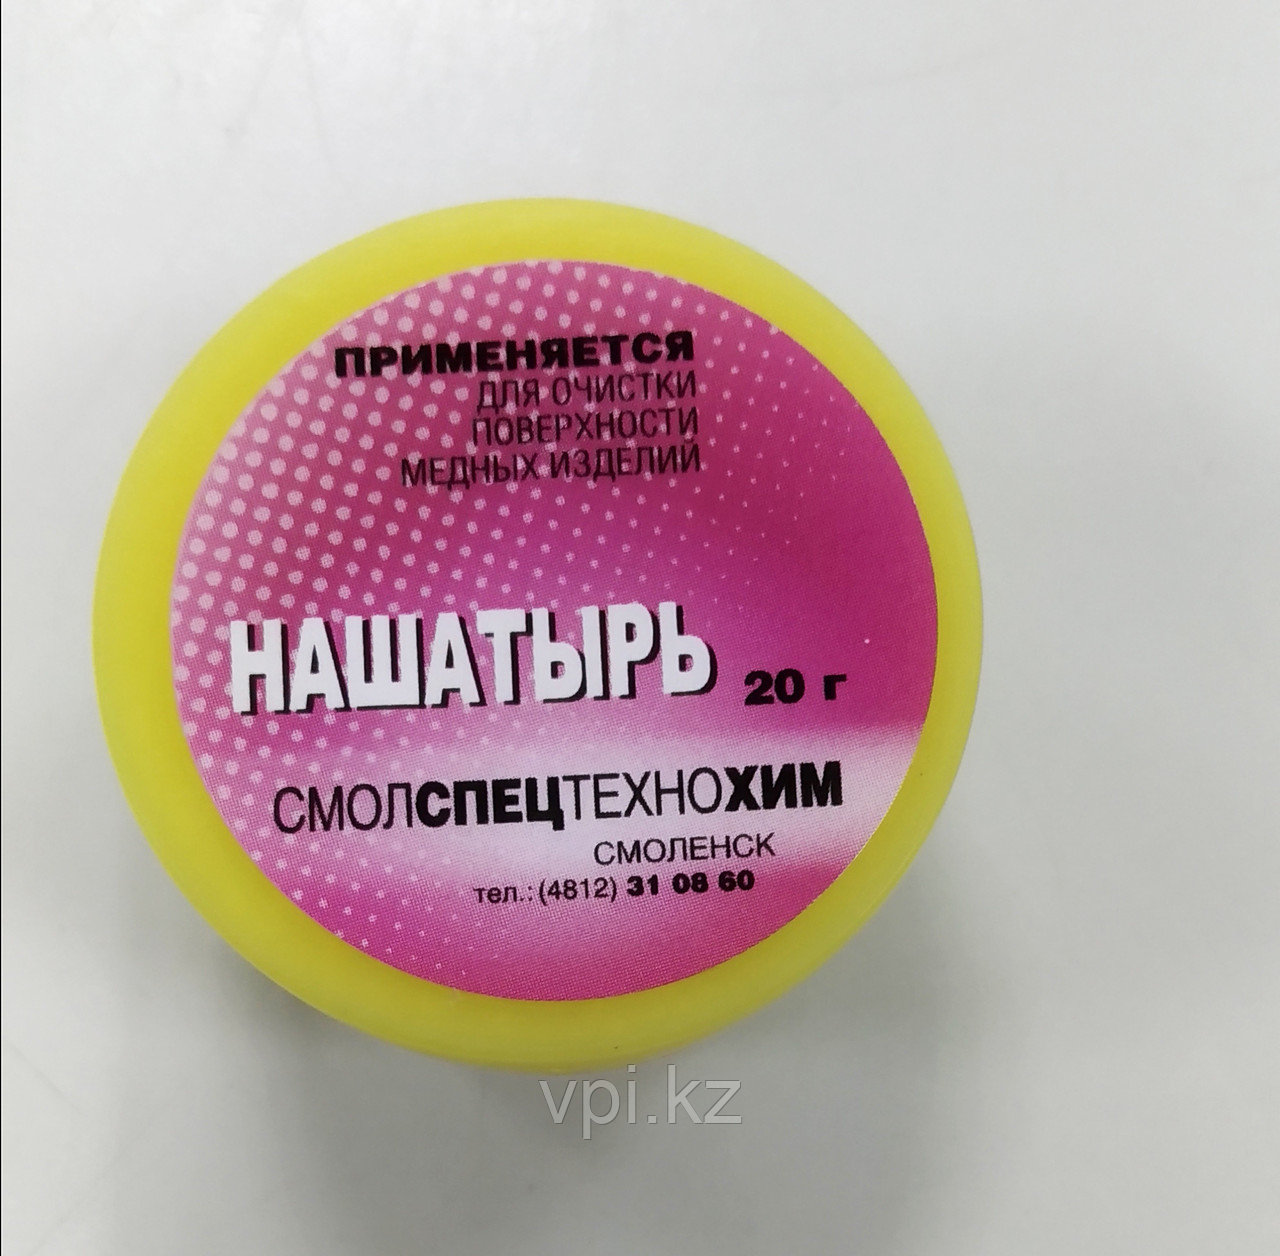 ПРИМЕНЯЕТСЯ
ДЛЯ ОЧИСТКИ
ПОВЕРХНОСТИ
МЕДНЫХ ИЗДЕЛИЙ
НАШАТЫРЬ 20 г
СМОЛСПЕЦТЕХНОХИМ
СМОЛЕНСК
тел.: (4812) 31 08 60
vpi.kz